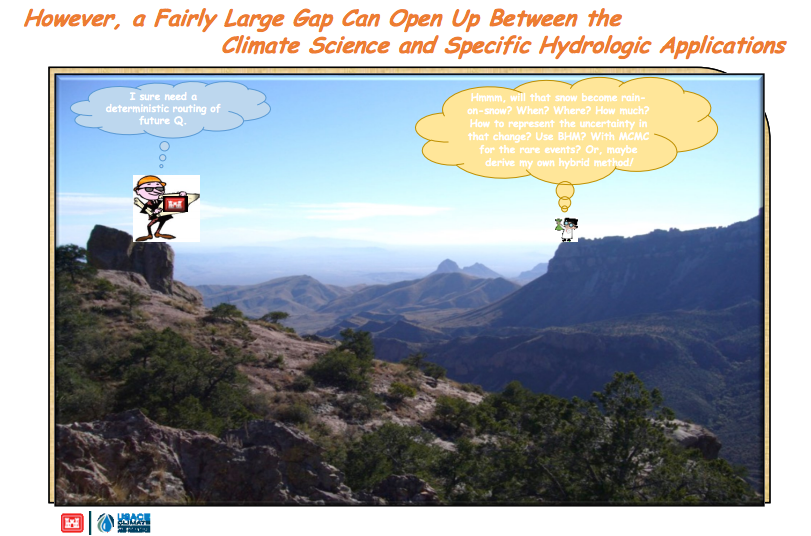 However, a Fairly Large Gap Can Open Up Between the
Climate Science and Specific Hydrologic Applications
I sure need a
deterministic routing of
future Q.
Hmmm, will that snow become rain-
on-snow? When? Where? How much?
How to represent the uncertainty in
that change? Use BHM? With MCMC
for the rare events? Or, maybe
derive my own hybrid method/
USACE
CLIMATE